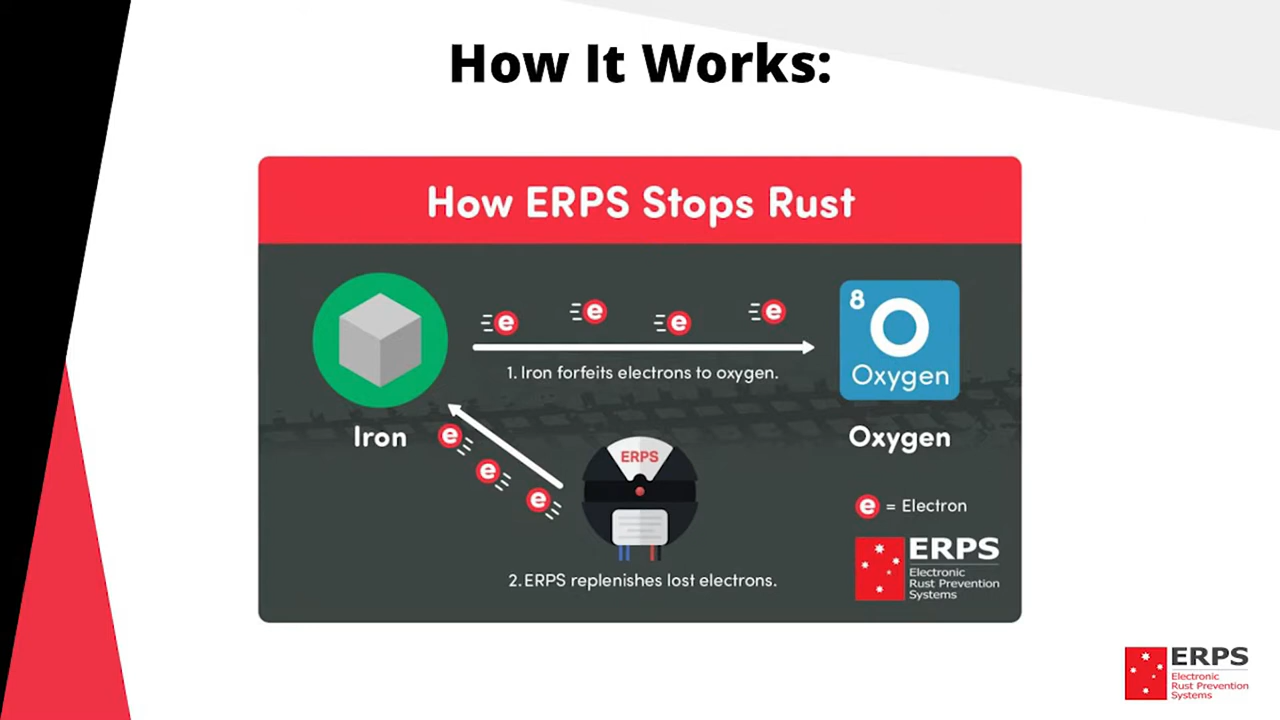 How It Works:
How ERPS Stops Rust
e e e e
8
O
Oxygen
1. Iron forfeits electrons to oxygen.
Iron
Oxygen
e
e
e
ERPS
e = Electron
2. ERPS replenishes lost electrons.
ERPS
Electronic
Rust Prevention
Systems
ERPS
Electronic
Rust Prevention
Systems